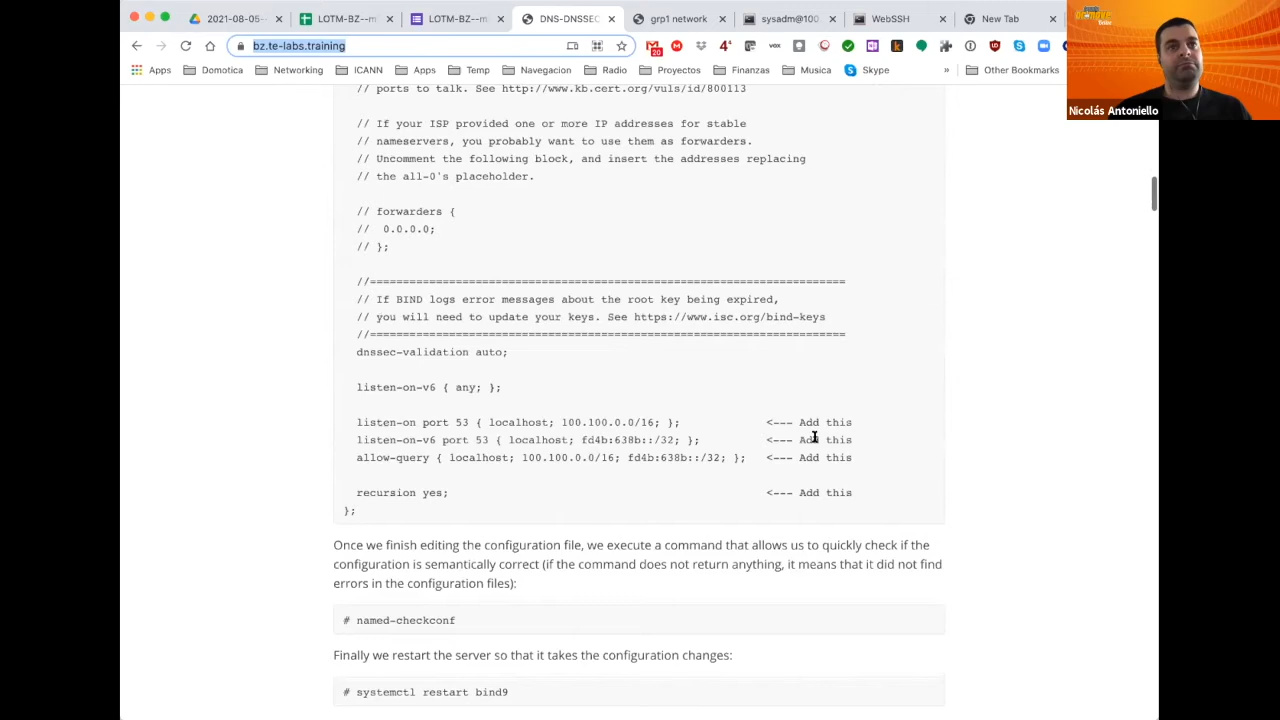 2021-08-05--
LOTM-BZ--m
LOTM-BZ--m
DNS-DNSSEC
grp1 network
sysadm@100
WebSSH
New Tab
bz.te-labs.training
20
4
vox
Apps
Domotica
Networking
ICANN
Apps
Temp
Navegacion
Radio
Proyectos
Finanzas
Musica
Skype
»
Other Bookmarks
Nicolás Antoniello
// ports to talk. See http://www.kb.cert.org/vuls/id/800113
// If your ISP provided one or more IP addresses for stable
// nameservers, you probably want to use them as forwarders.
// Uncomment the following block, and insert the addresses replacing
// the all-0's placeholder.
// forwarders {
// 0.0.0.0;
// };
//=========================================================================
// If BIND logs error messages about the root key being expired,
// you will need to update your keys. See https://www.isc.org/bind-keys
//=========================================================================
dnssec-validation auto;
listen-on-v6 { any; };
listen-on port 53 { localhost; 100.100.0.0/16; }; <--- Add this
listen-on-v6 port 53 { localhost; fd4b:638b::/32; }; <--- Add this
allow-query { localhost; 100.100.0.0/16; fd4b:638b::/32; }; <--- Add this
recursion yes; <--- Add this
};
Once we finish editing the configuration file, we execute a command that allows us to quickly check if the
configuration is semantically correct (if the command does not return anything, it means that it did not find
errors in the configuration files):
# named-checkconf
Finally we restart the server so that it takes the configuration changes:
# systemctl restart bind9